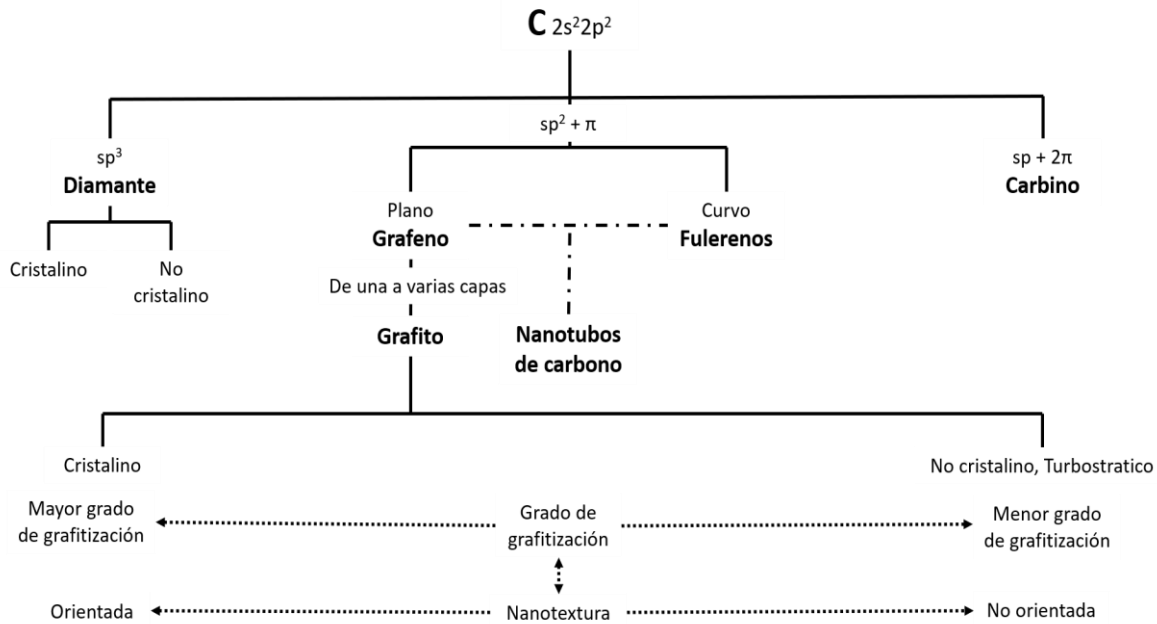 C 2s²2p²
sp² + π
sp³
Diamante
sp + 2π
Carbino
Plano
Grafeno
Curvo
Fulerenos
Cristalino
No
cristalino
De una a varias capas
Grafito
Nanotubos
de carbono
Cristalino
No cristalino, Turbostratico
Mayor grado
de grafitización
Grado de
grafitización
Menor grado
de grafitización
Orientada
Nanotextura
No orientada